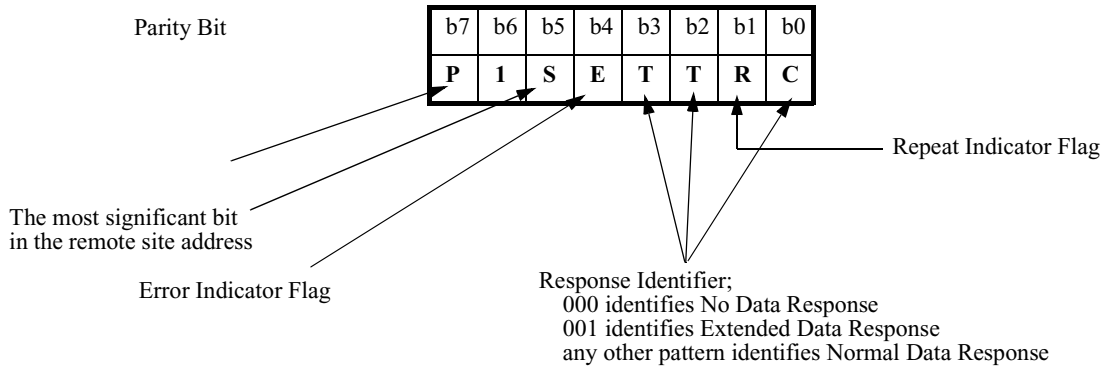 Parity Bit
b7 b6 b5 b4 b3 b2 b1 b0
P 1 S E T T R C
Repeat Indicator Flag
The most significant bit
in the remote site address
Error Indicator Flag
Response Identifier;
000 identifies No Data Response
001 identifies Extended Data Response
any other pattern identifies Normal Data Response